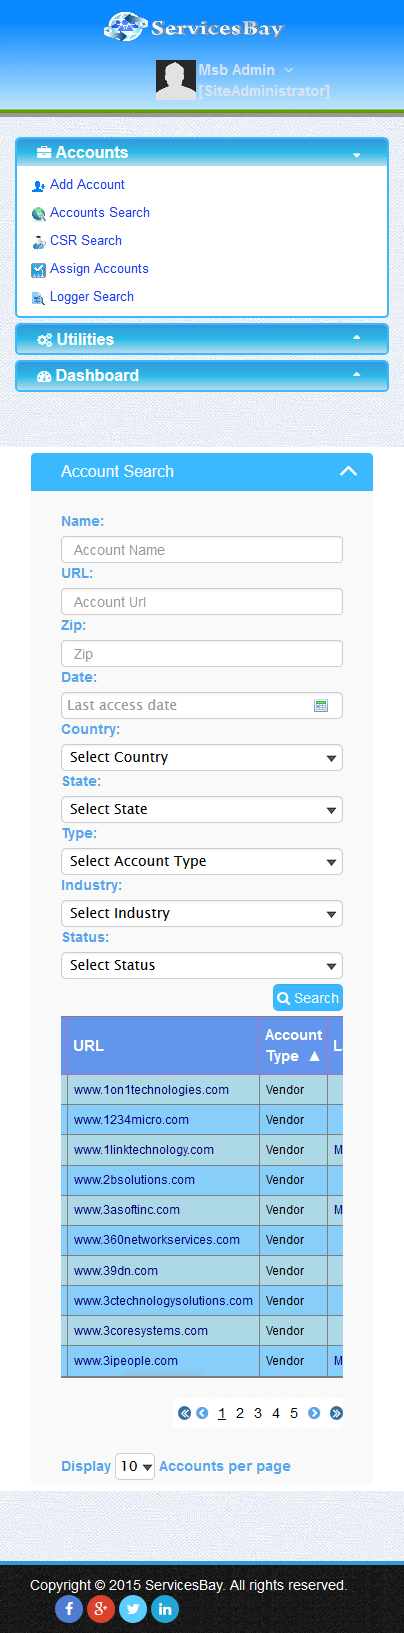 ServicesBay
Msb Admin
[SiteAdministrator]
Accounts
Add Account
Accounts Search
CSR Search
Assign Accounts
Logger Search
Utilities
Dashboard
Account Search
Name:
Account Name
URL:
Account Url
Zip:
Zip
Date:
Last access date
Country:
Select Country
State:
Select State
Type:
Select Account Type
Industry:
Select Industry
Status:
Select Status
Search
URL Account Type ▲ L
www.1on1technologies.com Vendor
www.1234micro.com Vendor
www.1linktechnology.com Vendor M
www.2bsolutions.com Vendor
www.3asoftinc.com Vendor M
www.360networkservices.com Vendor
www.39dn.com Vendor
www.3ctechnologysolutions.com Vendor
www.3coresystems.com Vendor
www.3ipeople.com Vendor M
1 2 3 4 5
Display 10 Accounts per page
Copyright © 2015 ServicesBay. All rights reserved.